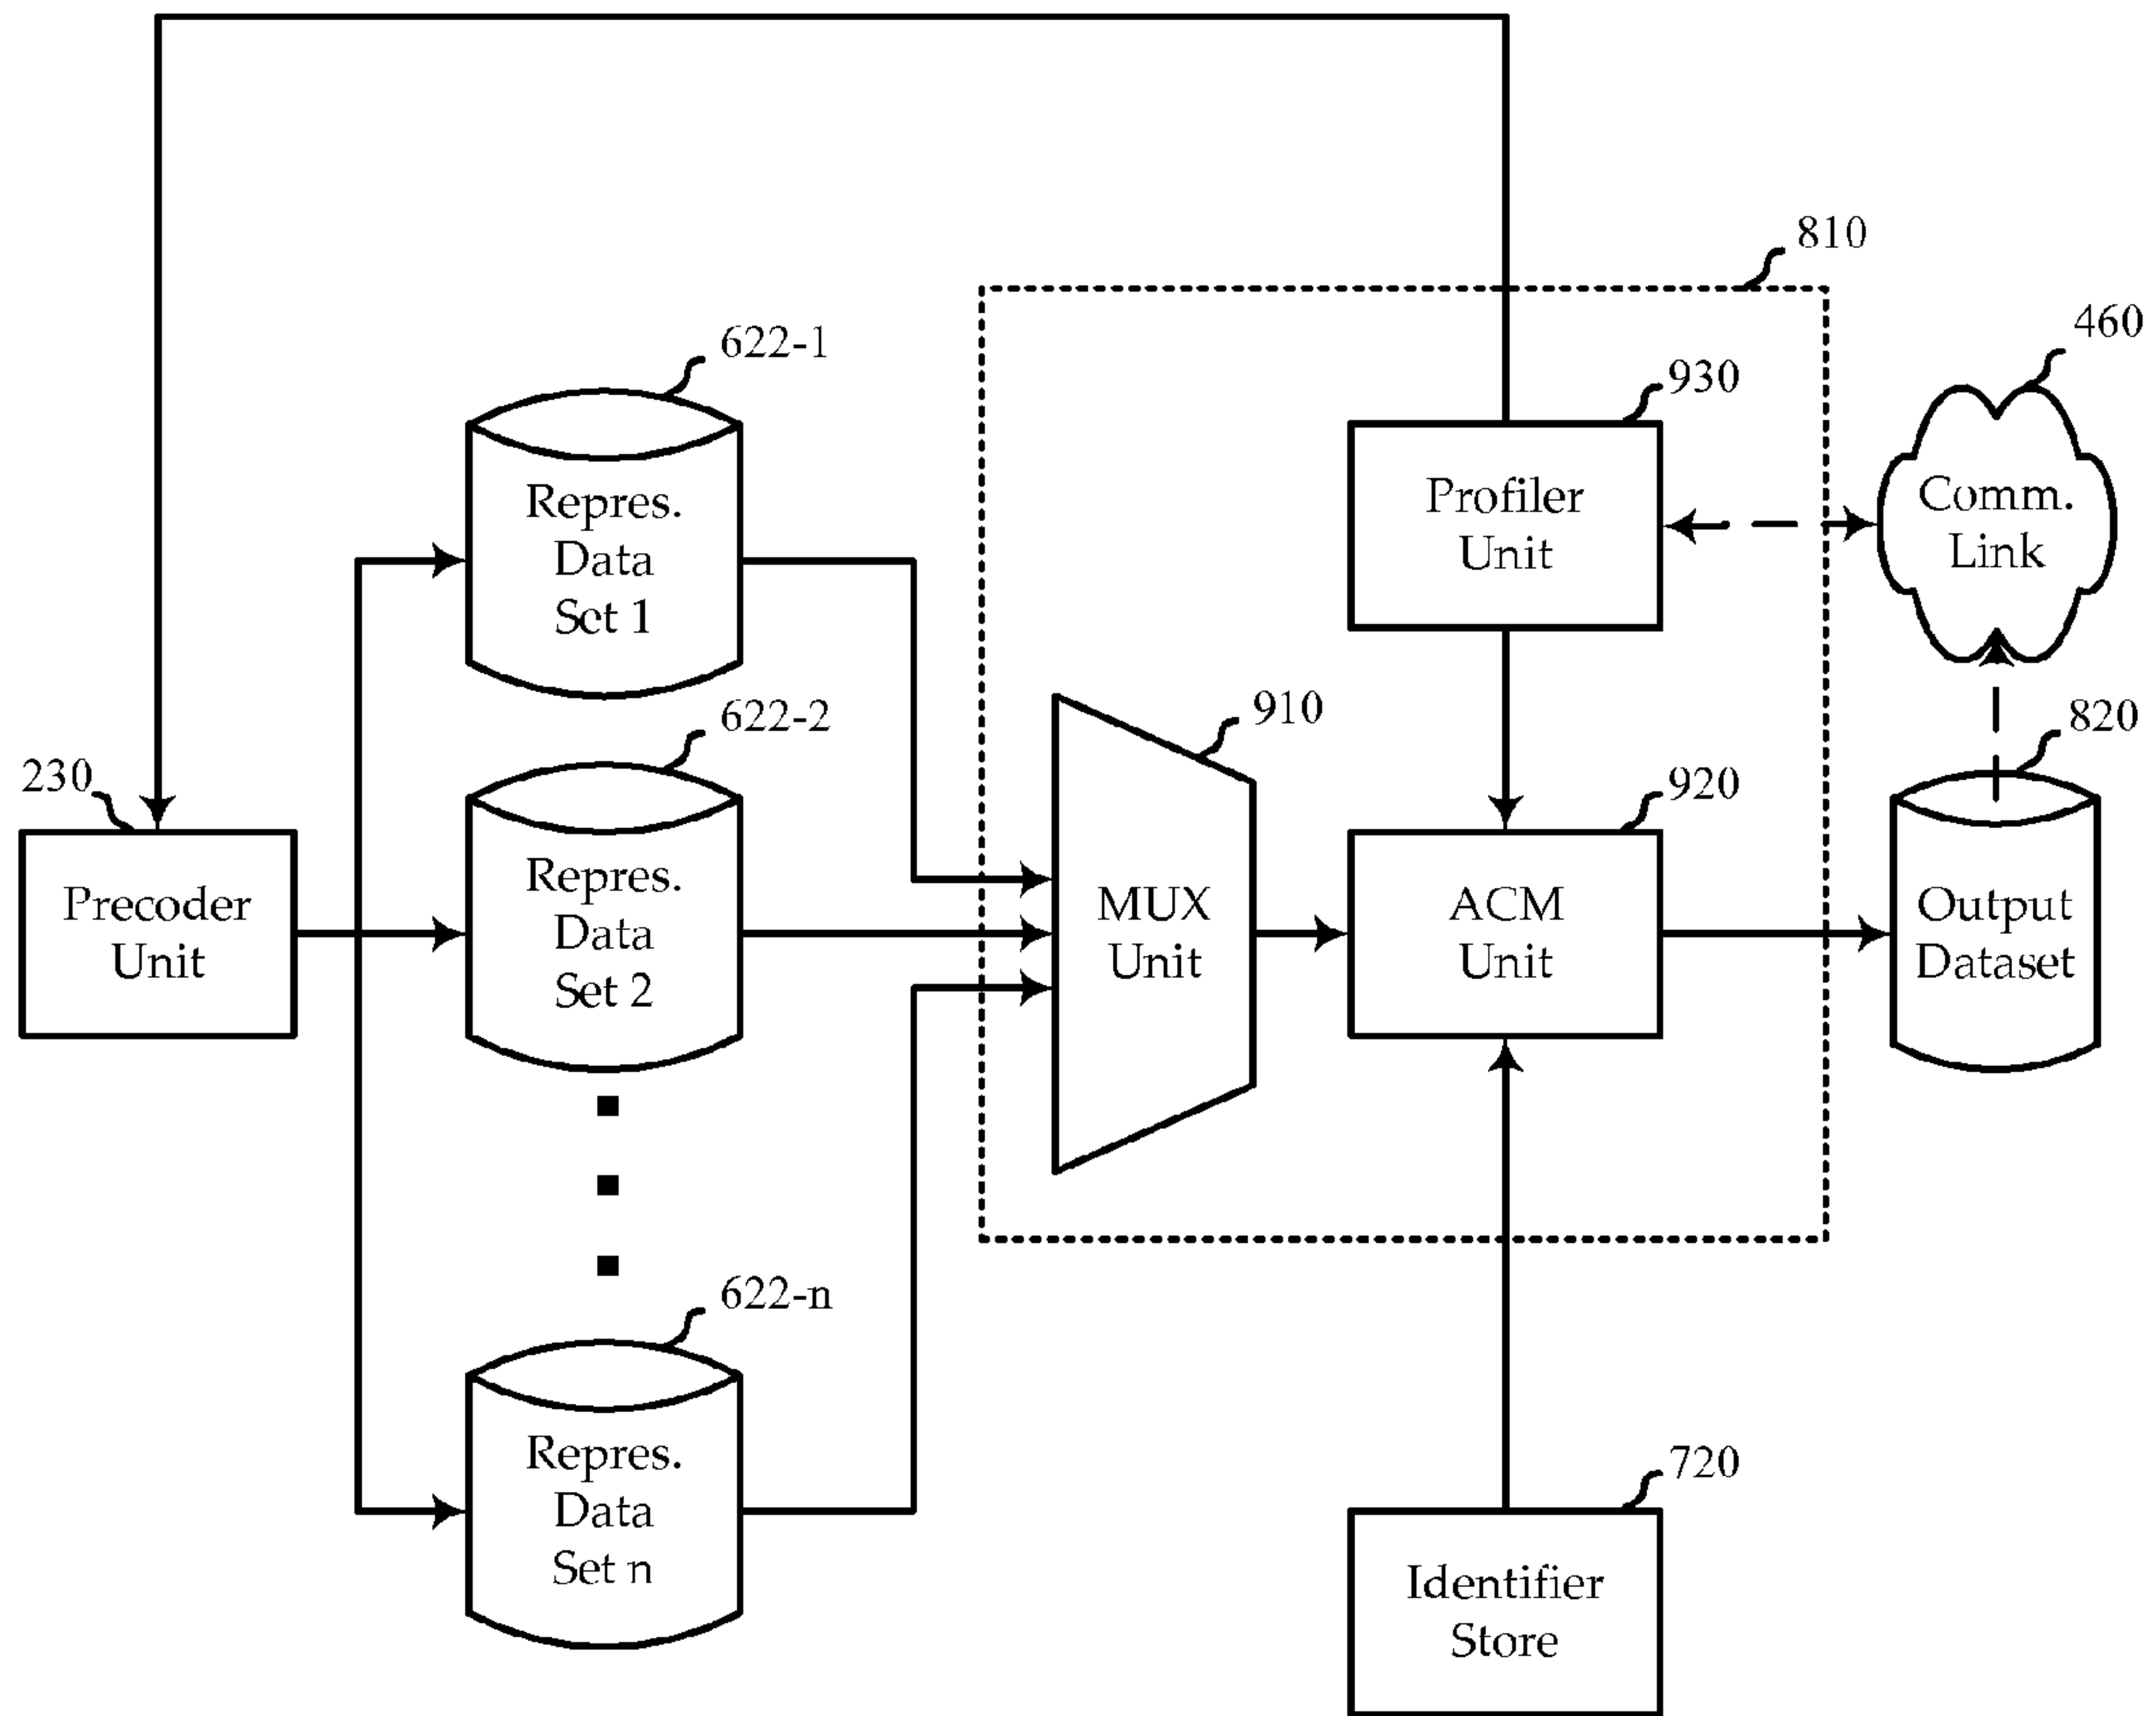 810
460
622-1
930
Repres.
Data
Set 1
Profiler
Unit
Comm.
Link
622-2
910
820
230
920
Precoder
Unit
Repres.
Data
Set 2
MUX
Unit
ACM
Unit
Output
Dataset
622-n
720
Repres.
Data
Set n
Identifier
Store